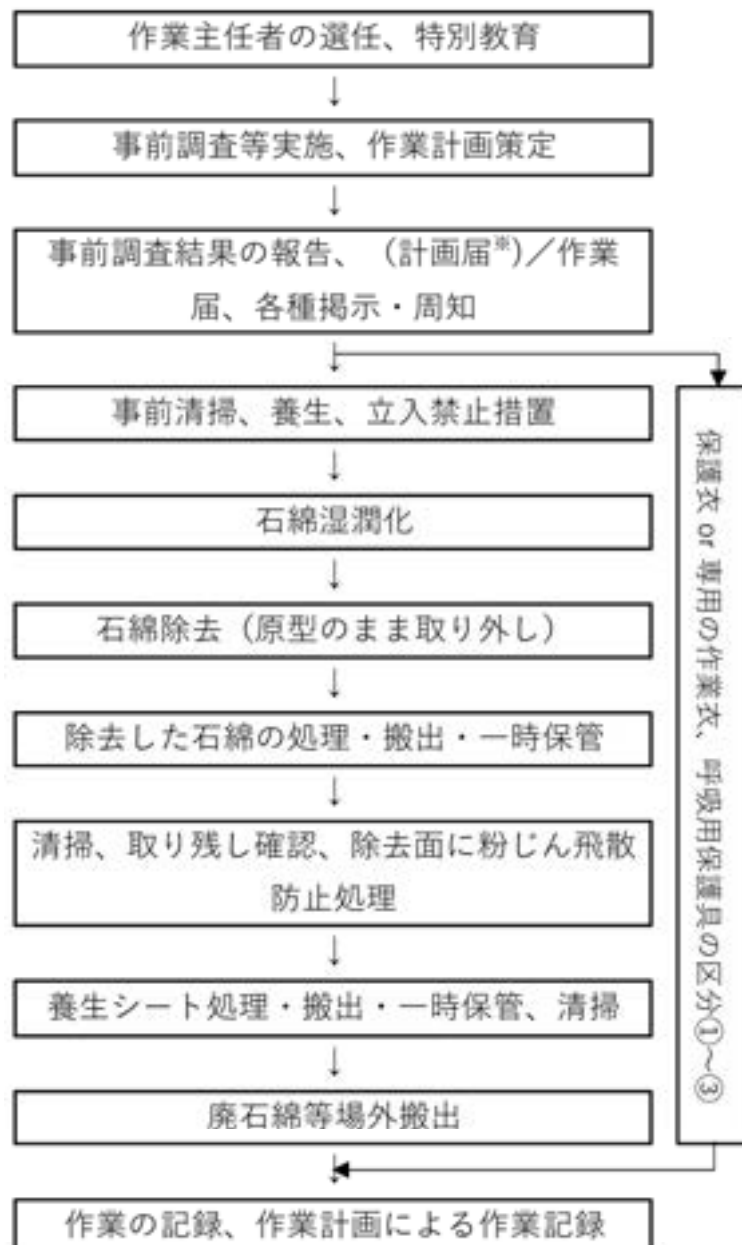 作業主任者の選任、特別教育
↓
事前調査等実施、作業計画策定
↓
事前調査結果の報告、（計画届※）／作業
届、各種掲示・周知
↓
事前清掃、養生、立入禁止措置
↓
石綿湿潤化
↓
石綿除去（原型のまま取り外し）
↓
除去した石綿の処理・搬出・一時保管
↓
清掃、取り残し確認、除去面に粉じん飛散
防止処理
↓
養生シート処理・搬出・一時保管、清掃
↓
廃石綿等場外搬出
↓
作業の記録、作業計画による作業記録
保護衣 or 専用の作業衣、呼吸用保護具の区分①～③